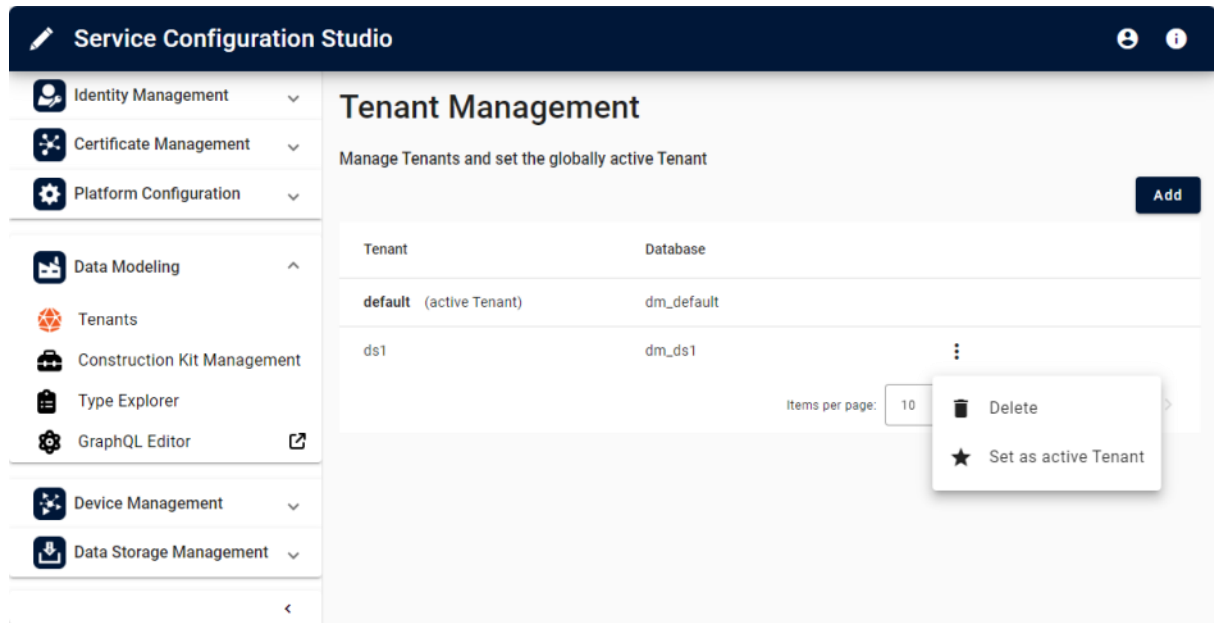 Service Configuration Studio
Identity Management
Certificate Management
Platform Configuration
Data Modeling
Tenants
Construction Kit Management
Type Explorer
GraphQL Editor
Device Management
Data Storage Management
Tenant Management
Manage Tenants and set the globally active Tenant
Add
Tenant Database
default (active Tenant) dm_default
ds1 dm_ds1
Items per page: 10
Delete
Set as active Tenant